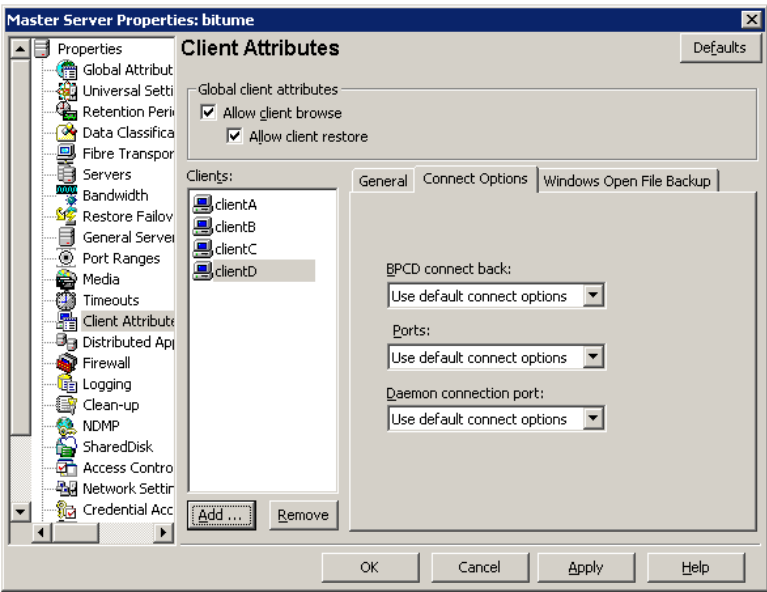 Master Server Properties: bitume
Properties
Global Attribut
Universal Setti
Retention Peri
Data Classifica
Fibre Transpor
Servers
Bandwidth
Restore Failov
General Server
Port Ranges
Media
Timeouts
Client Attribute
Distributed App
Firewall
Logging
Clean-up
NDMP
SharedDisk
Access Contro
Network Settin
Credential Acc
Client Attributes
Defaults
Global client attributes
Allow client browse
Allow client restore
Clients:
clientA
clientB
clientC
clientD
Add ...
Remove
General
Connect Options
Windows Open File Backup
BPCD connect back:
Use default connect options
Ports:
Use default connect options
Daemon connection port:
Use default connect options
OK
Cancel
Apply
Help